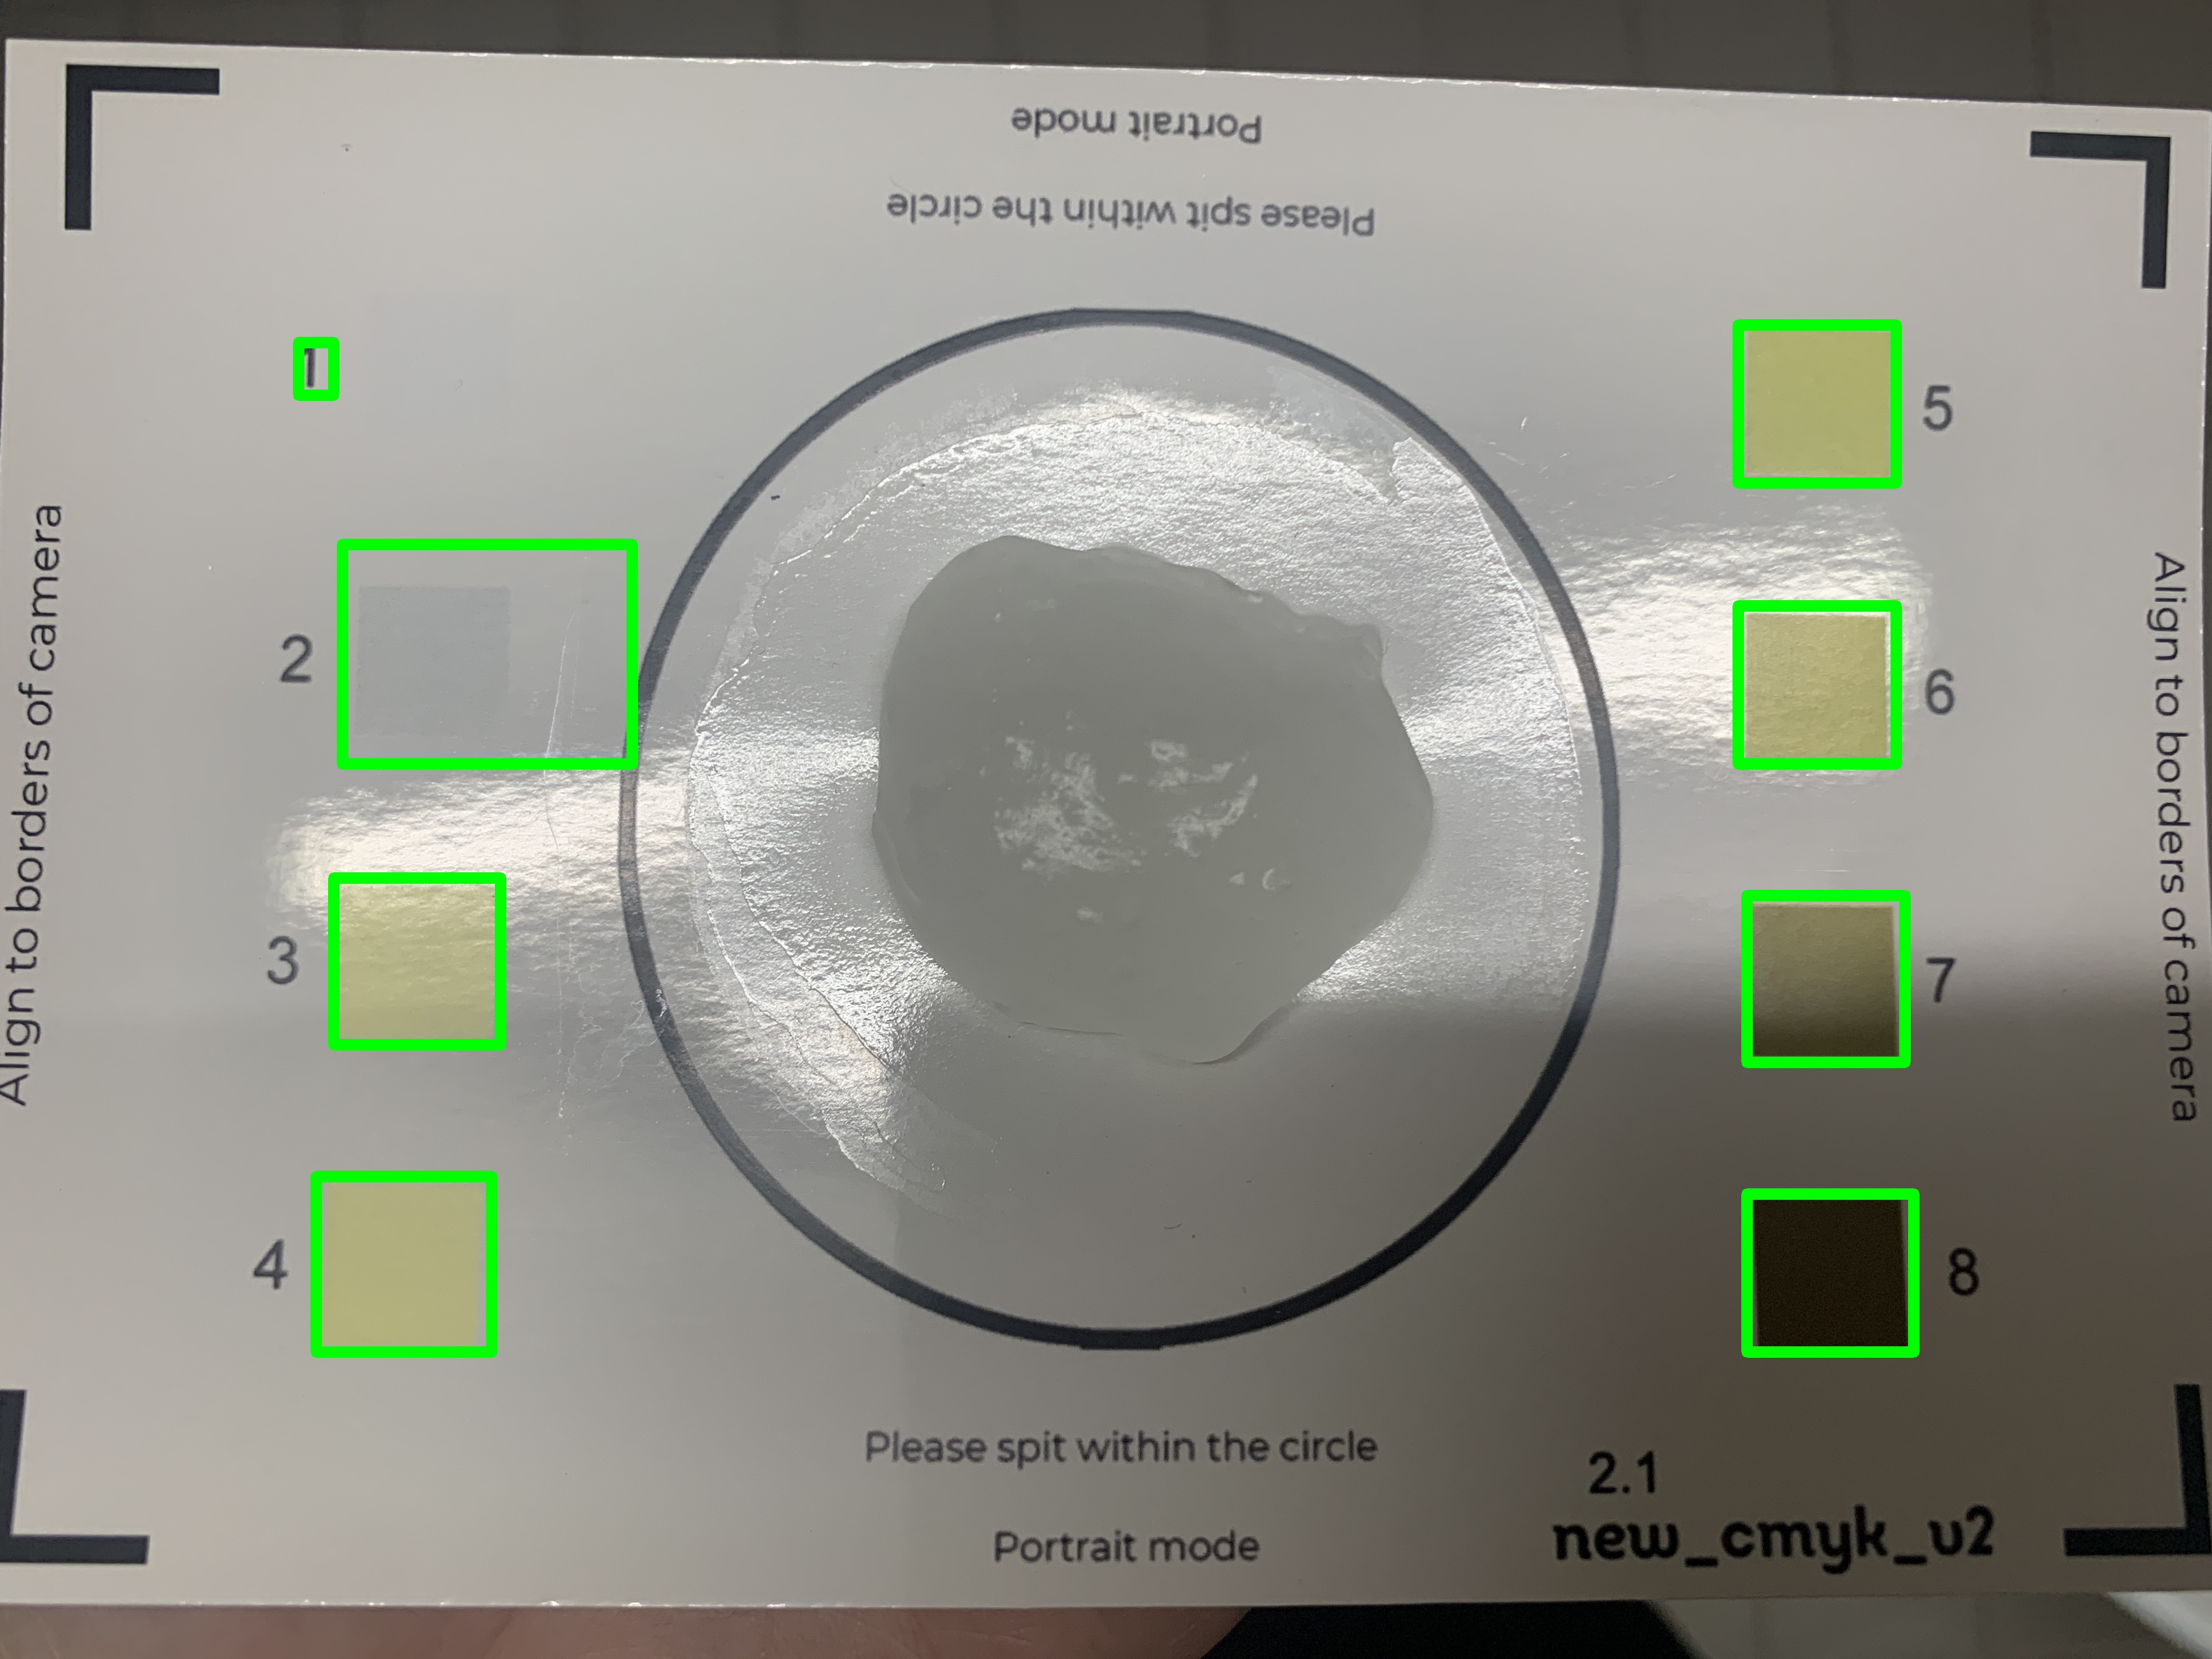 Portrait mode
Please spit within the circle
1
2
3
4
5
6
7
8
Align to borders of camera
Align to borders of camera
Please spit within the circle
Portrait mode
2.1
new_cmyk_v2